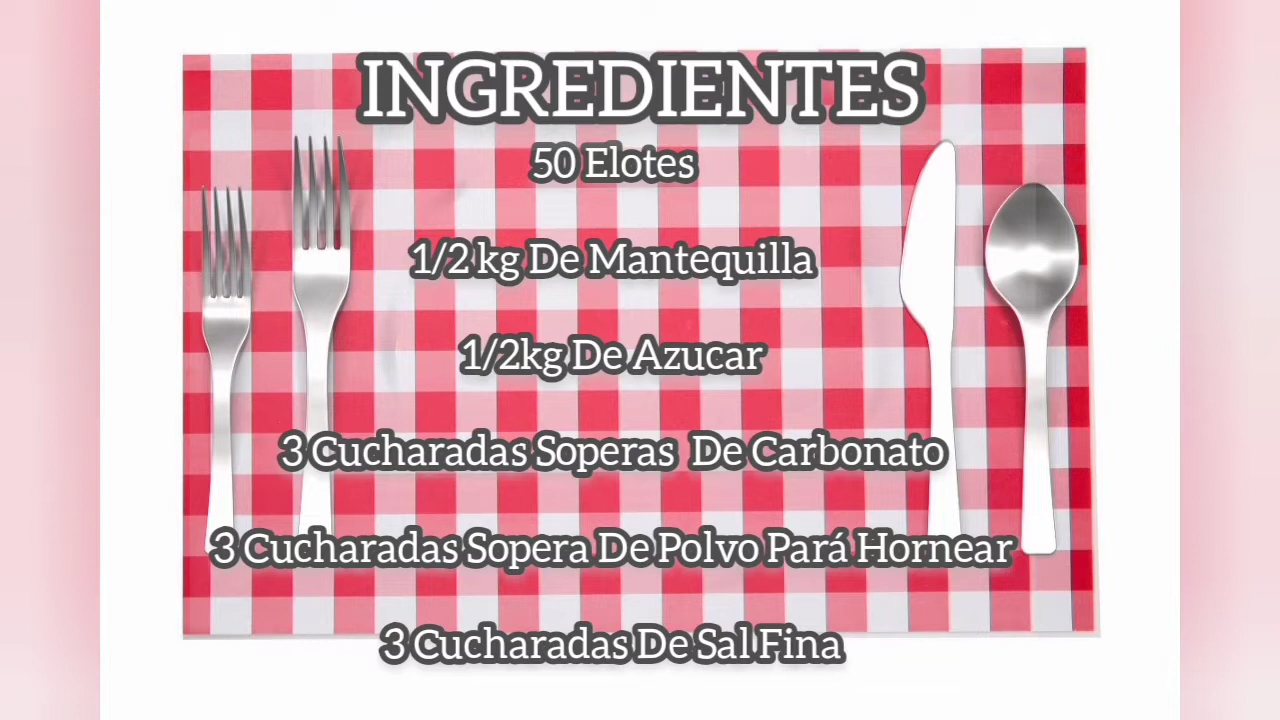 INGREDIENTES
50 Elotes
1/2 kg De Mantequilla
1/2kg De Azucar
3 Cucharadas Soperas De Carbonato
3 Cucharadas Sopera De Polvo Pará Hornear
3 Cucharadas De Sal Fina